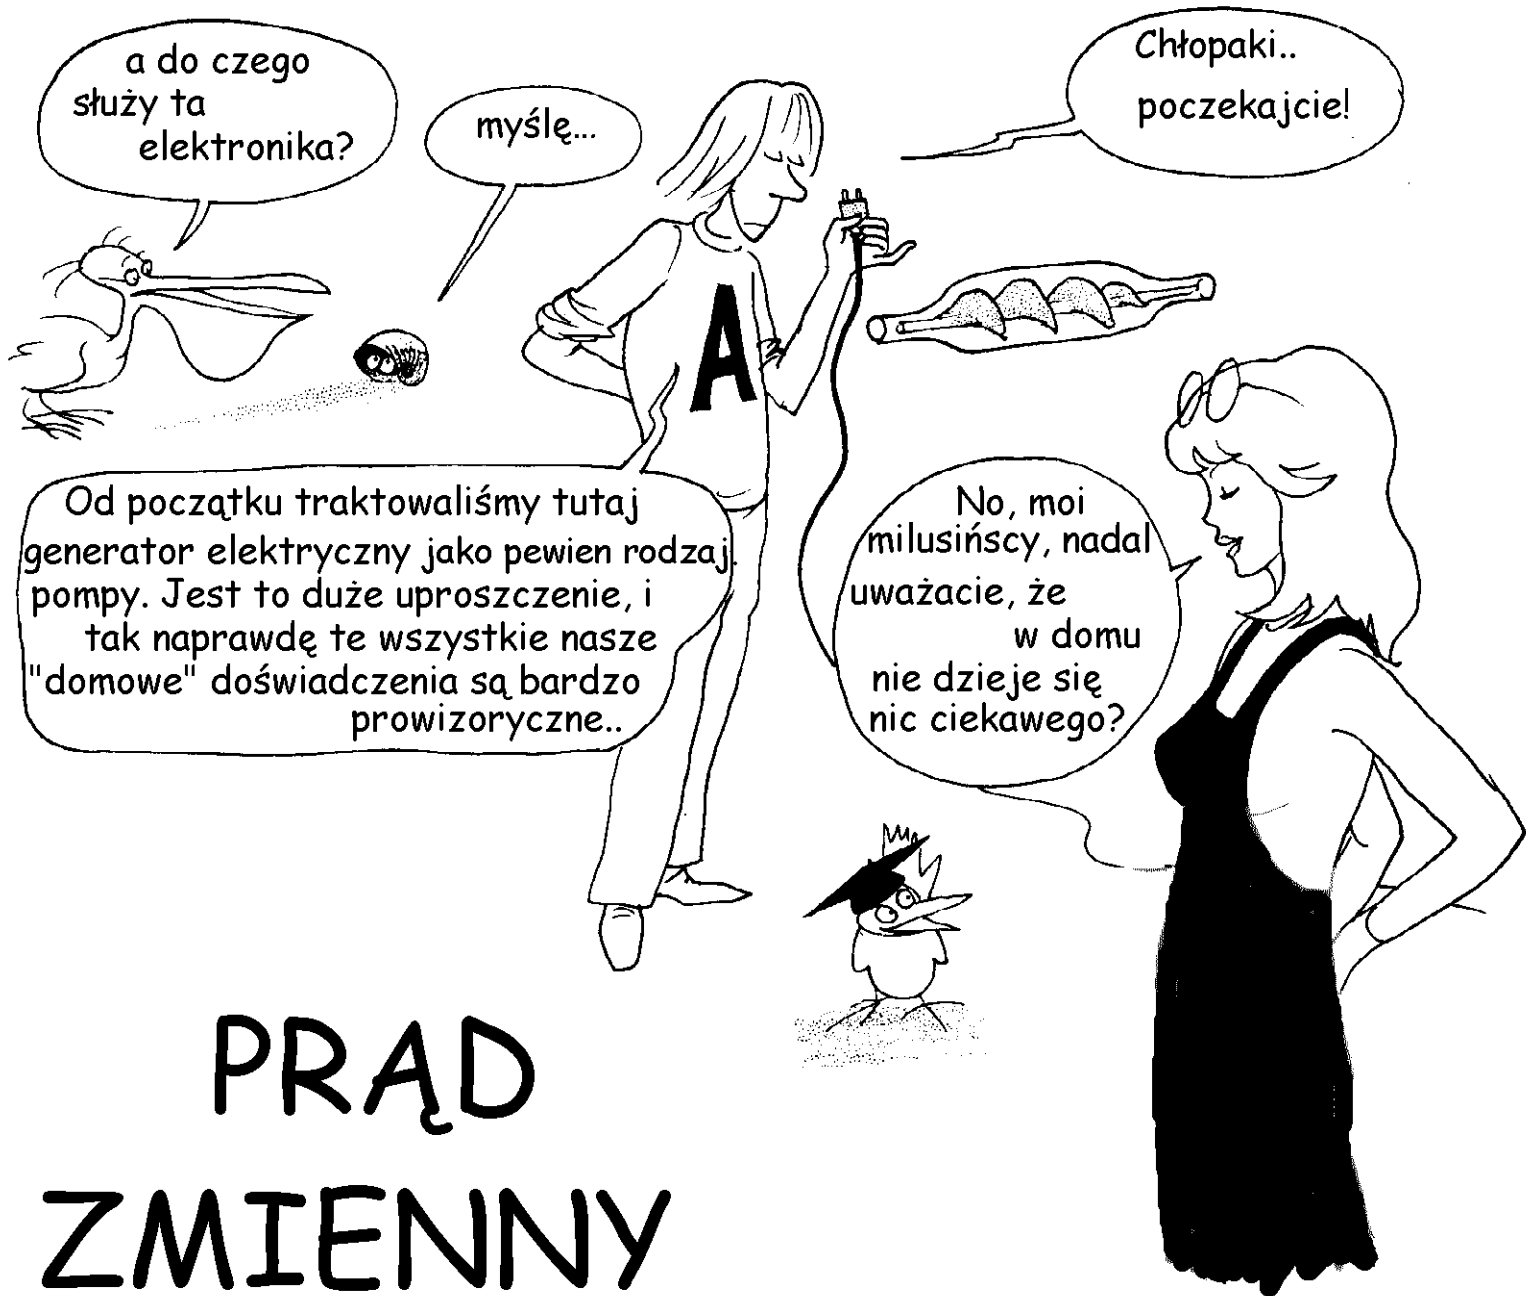 a do czego
służy ta
elektronika?
myślę...
Chłopaki..
poczekajcie!
A
Od początku traktowaliśmy tutaj
generator elektryczny jako pewien rodzaj
pompy. Jest to duże uproszczenie, i
tak naprawdę te wszystkie nasze
"domowe" doświadczenia są bardzo
prowizoryczne..
No, moi
milusińscy, nadal
uważacie, że
w domu
nie dzieje się
nic ciekawego?
PRĄD
ZMIENNY